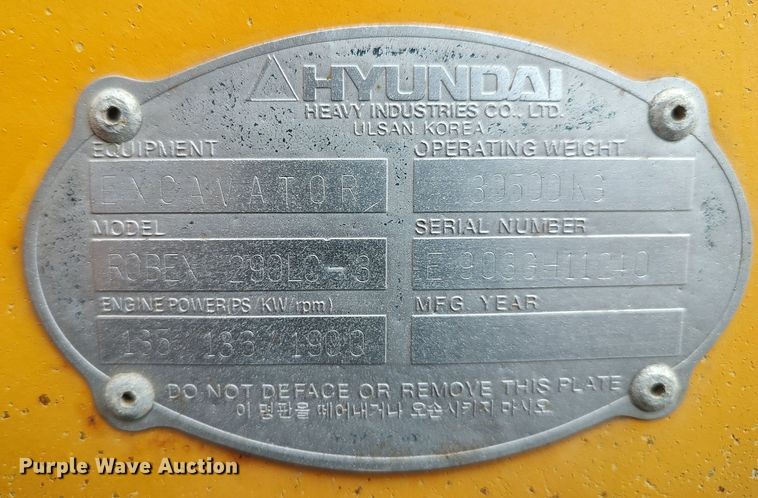 HYUNDAI
HEAVY INDUSTRIES CO., LTD.
ULSAN, KOREA
EQUIPMENT OPERATING WEIGHT
EXCAVATOR
MODEL SERIAL NUMBER
ROBEX 290LC-3
ENGINE POWER(PS/KW/rpm) MFG. YEAR
1900
DO NOT DEFACE OR REMOVE THIS PLATE
이 명판을 떼어내거나 오손시키지 마시오
Purple Wave Auction